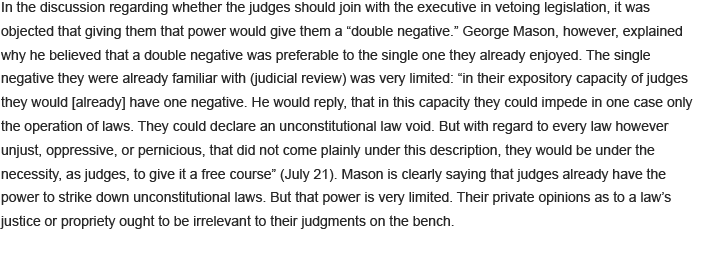 In the discussion regarding whether the judges should join with the executive in vetoing legislation, it was
objected that giving them that power would give them a “double negative.” George Mason, however, explained
why he believed that a double negative was preferable to the single one they already enjoyed. The single
negative they were already familiar with (judicial review) was very limited: “in their expository capacity of judges
they would [already] have one negative. He would reply, that in this capacity they could impede in one case only
the operation of laws. They could declare an unconstitutional law void. But with regard to every law however
unjust, oppressive, or pernicious, that did not come plainly under this description, they would be under the
necessity, as judges, to give it a free course” (July 21). Mason is clearly saying that judges already have the
power to strike down unconstitutional laws. But that power is very limited. Their private opinions as to a law’s
justice or propriety ought to be irrelevant to their judgments on the bench.